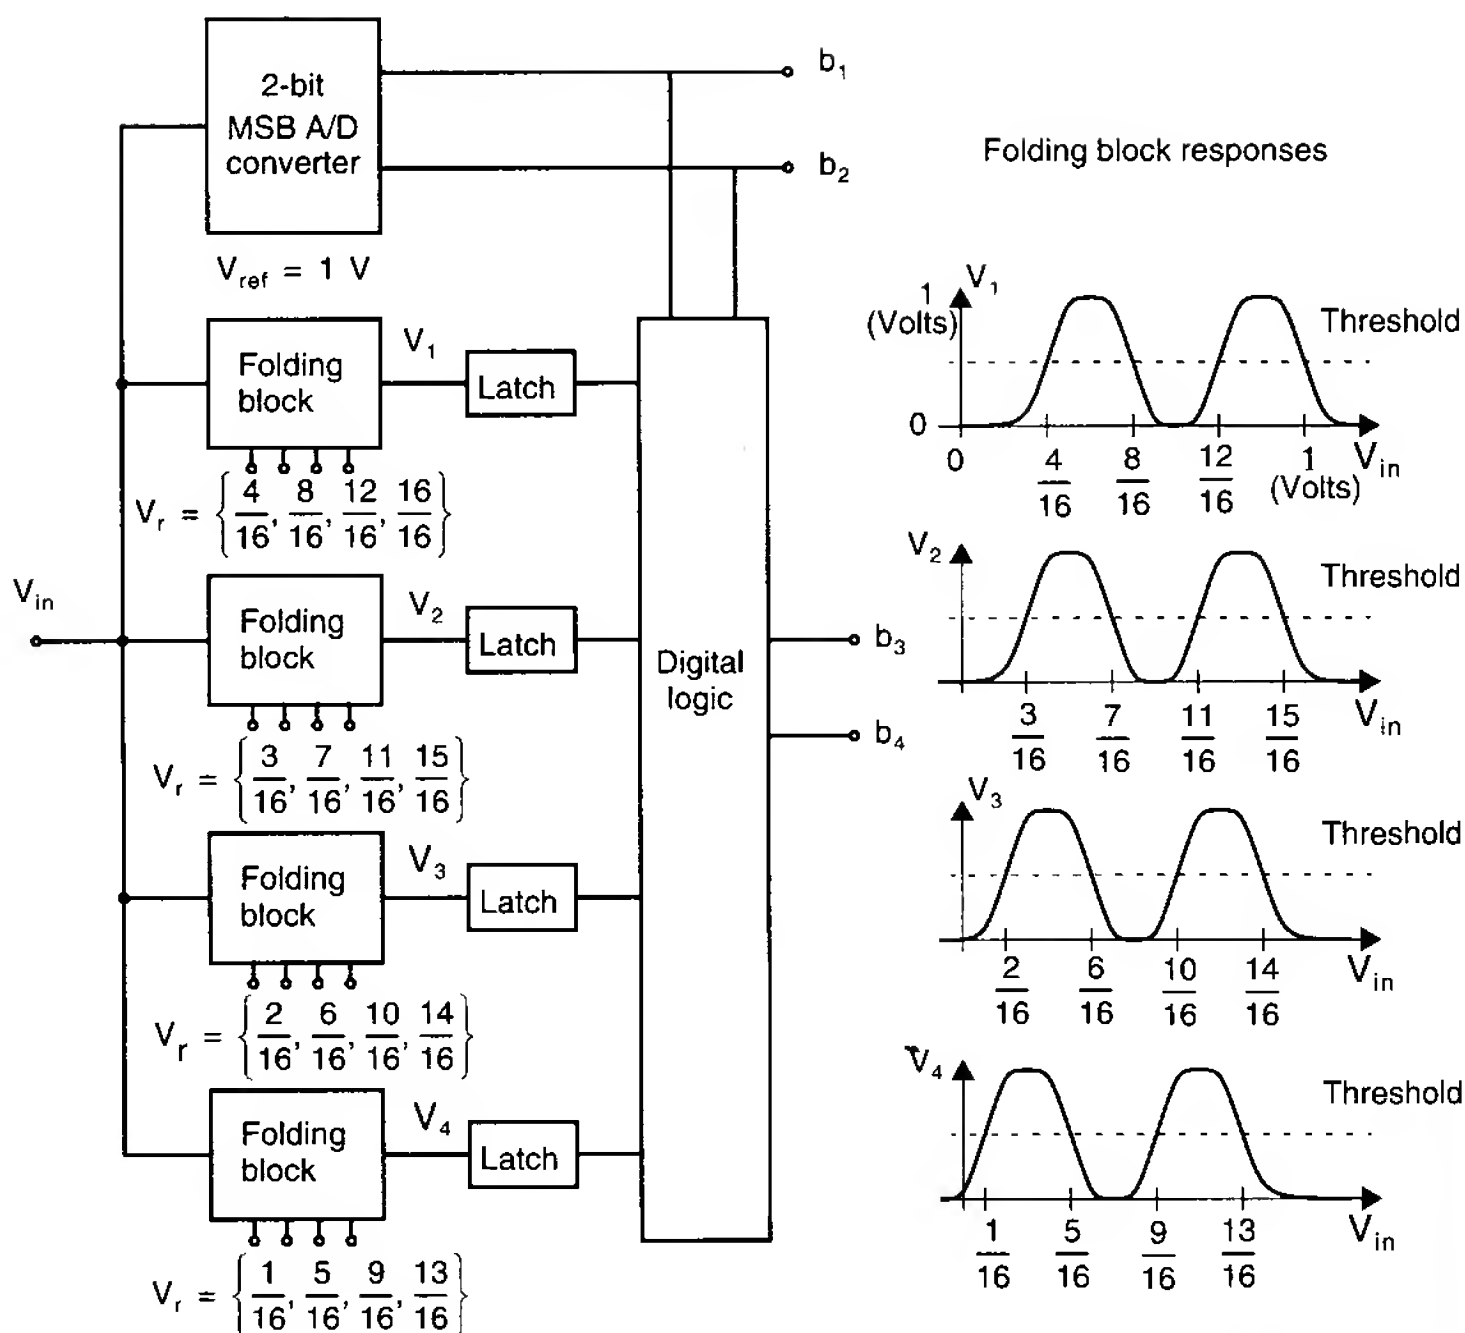 2-bit
MSB A/D
converter
b1
b2
Vref = 1 V
Folding block responses
Folding
block
V1
Latch
Vr = {4/16, 8/16, 12/16, 16/16}
Vin
Folding
block
V2
Latch
Vr = {3/16, 7/16, 11/16, 15/16}
Folding
block
V3
Latch
Vr = {2/16, 6/16, 10/16, 14/16}
Folding
block
V4
Latch
Vr = {1/16, 5/16, 9/16, 13/16}
Digital
logic
b3
b4
1
(Volts)
V1
Threshold
0
0 4/16 8/16 12/16 1
(Volts)
Vin
V2
Threshold
3/16 7/16 11/16 15/16
Vin
V3
Threshold
2/16 6/16 10/16 14/16
Vin
V4
Threshold
1/16 5/16 9/16 13/16
Vin